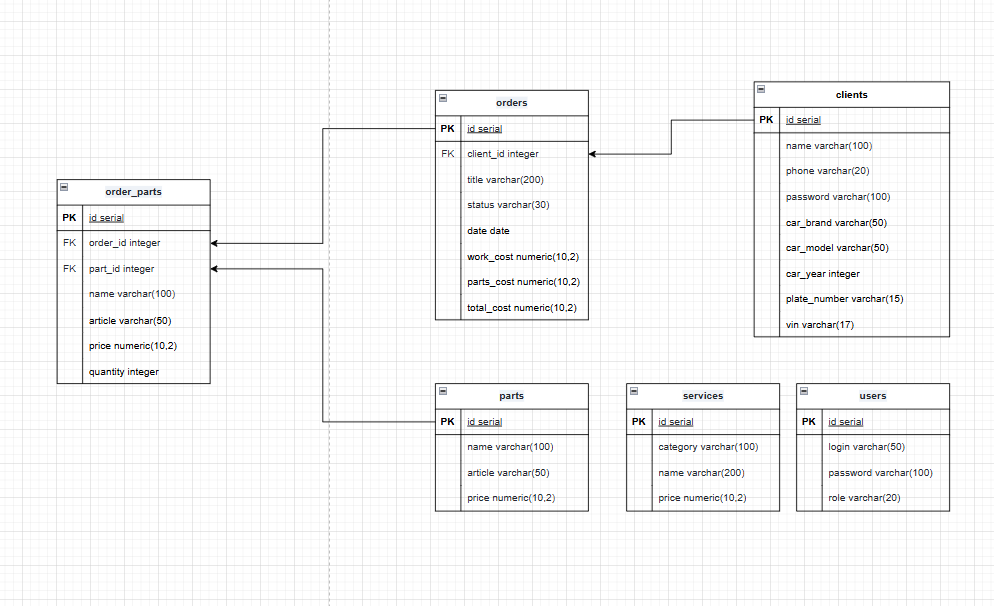 orders
PK id serial
FK client_id integer
title varchar(200)
status varchar(30)
date date
work_cost numeric(10,2)
parts_cost numeric(10,2)
total_cost numeric(10,2)
clients
PK id serial
name varchar(100)
phone varchar(20)
password varchar(100)
car_brand varchar(50)
car_model varchar(50)
car_year integer
plate_number varchar(15)
vin varchar(17)
order_parts
PK id serial
FK order_id integer
FK part_id integer
name varchar(100)
article varchar(50)
price numeric(10,2)
quantity integer
parts
PK id serial
name varchar(100)
article varchar(50)
price numeric(10,2)
services
PK id serial
category varchar(100)
name varchar(200)
price numeric(10,2)
users
PK id serial
login varchar(50)
password varchar(100)
role varchar(20)